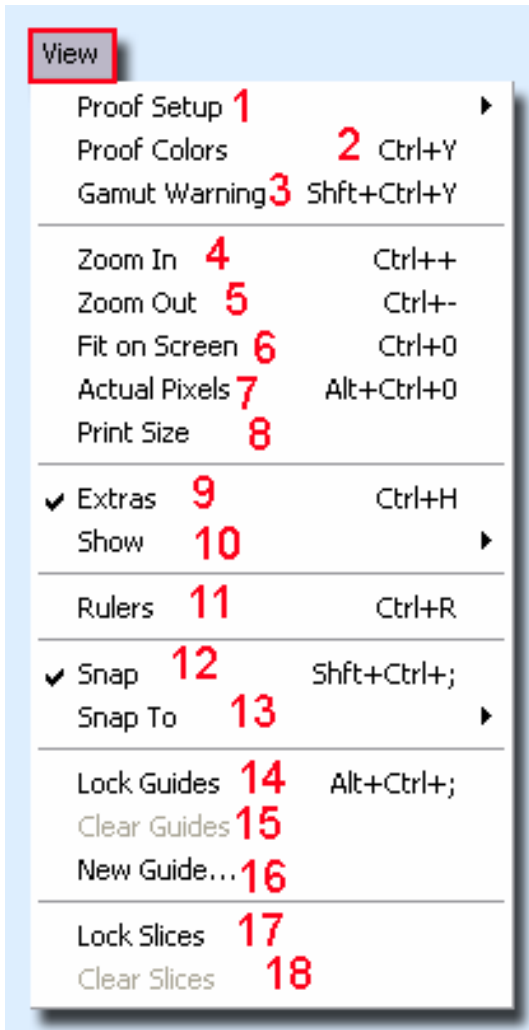 View
Proof Setup 1
Proof Colors 2 Ctrl+Y
Gamut Warning 3 Shft+Ctrl+Y
Zoom In 4 Ctrl++
Zoom Out 5 Ctrl+-
Fit on Screen 6 Ctrl+0
Actual Pixels 7 Alt+Ctrl+0
Print Size 8
Extras 9 Ctrl+H
Show 10
Rulers 11 Ctrl+R
Snap 12 Shft+Ctrl+;
Snap To 13
Lock Guides 14 Alt+Ctrl+;
Clear Guides 15
New Guide... 16
Lock Slices 17
Clear Slices 18